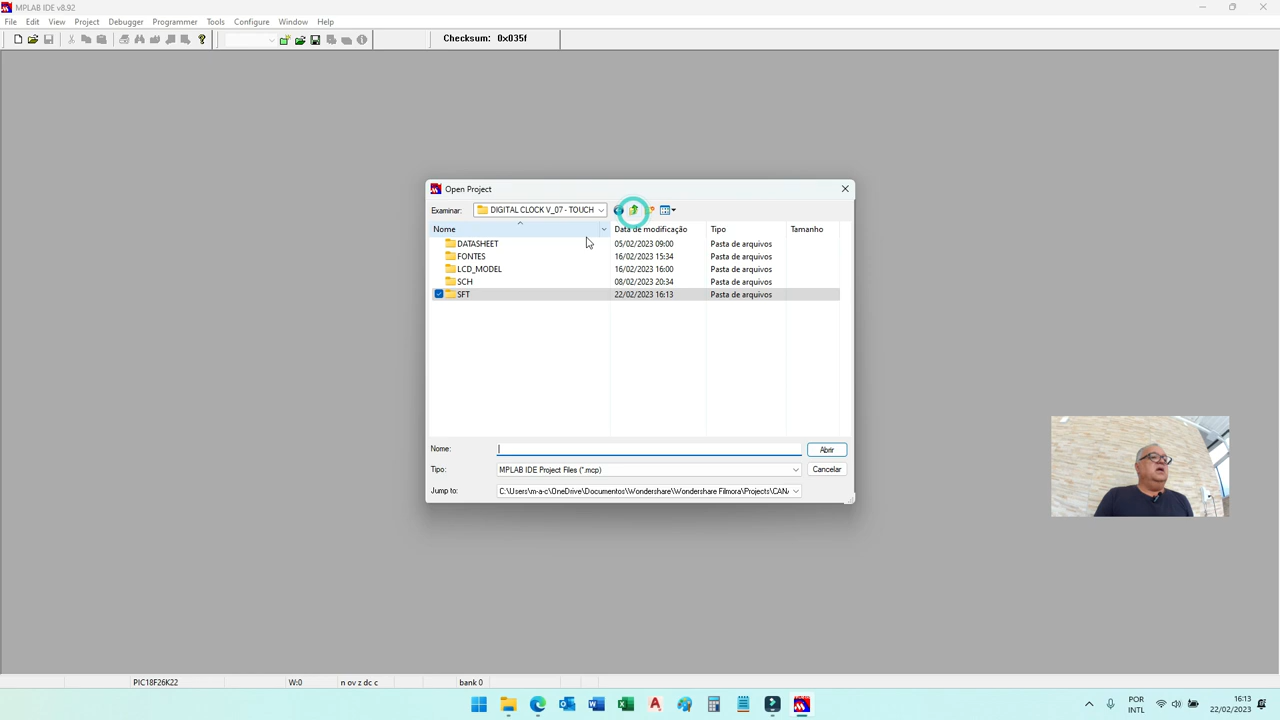 MPLAB IDE v8.92
File Edit View Project Debugger Programmer Tools Configure Window Help
Checksum: 0x035f
Open Project
Examinar: DIGITAL CLOCK V_07 - TOUCH
Nome Data de modificação Tipo Tamanho
DATASHEET 05/02/2023 09:00 Pasta de arquivos
FONTES 16/02/2023 15:34 Pasta de arquivos
LCD_MODEL 16/02/2023 16:00 Pasta de arquivos
SCH 08/02/2023 20:34 Pasta de arquivos
SFT 22/02/2023 16:13 Pasta de arquivos
Nome: Abrir
Tipo: MPLAB IDE Project Files (*.mcp) Cancelar
Jump to: C:\Users\m-a-c\OneDrive\Documentos\Wondershare\Wondershare Filmora\Projects\CANA
PIC18F26K22 W:0 n ov z dc c bank 0
POR 16:13
INTL 22/02/2023